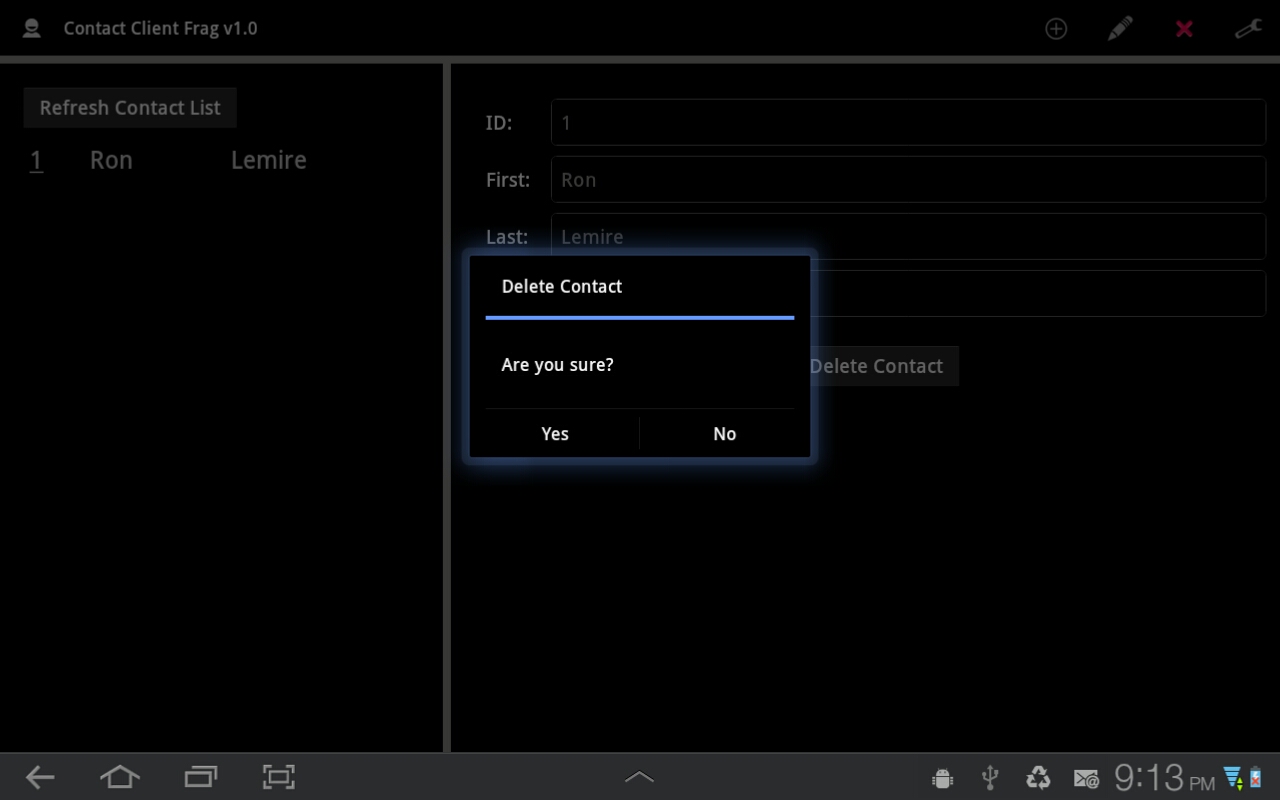 Contact Client Frag v1.0
Refresh Contact List
1 Ron Lemire
ID: 1
First: Ron
Last: Lemire
Delete Contact
Delete Contact
Are you sure?
Yes No
9:13 PM